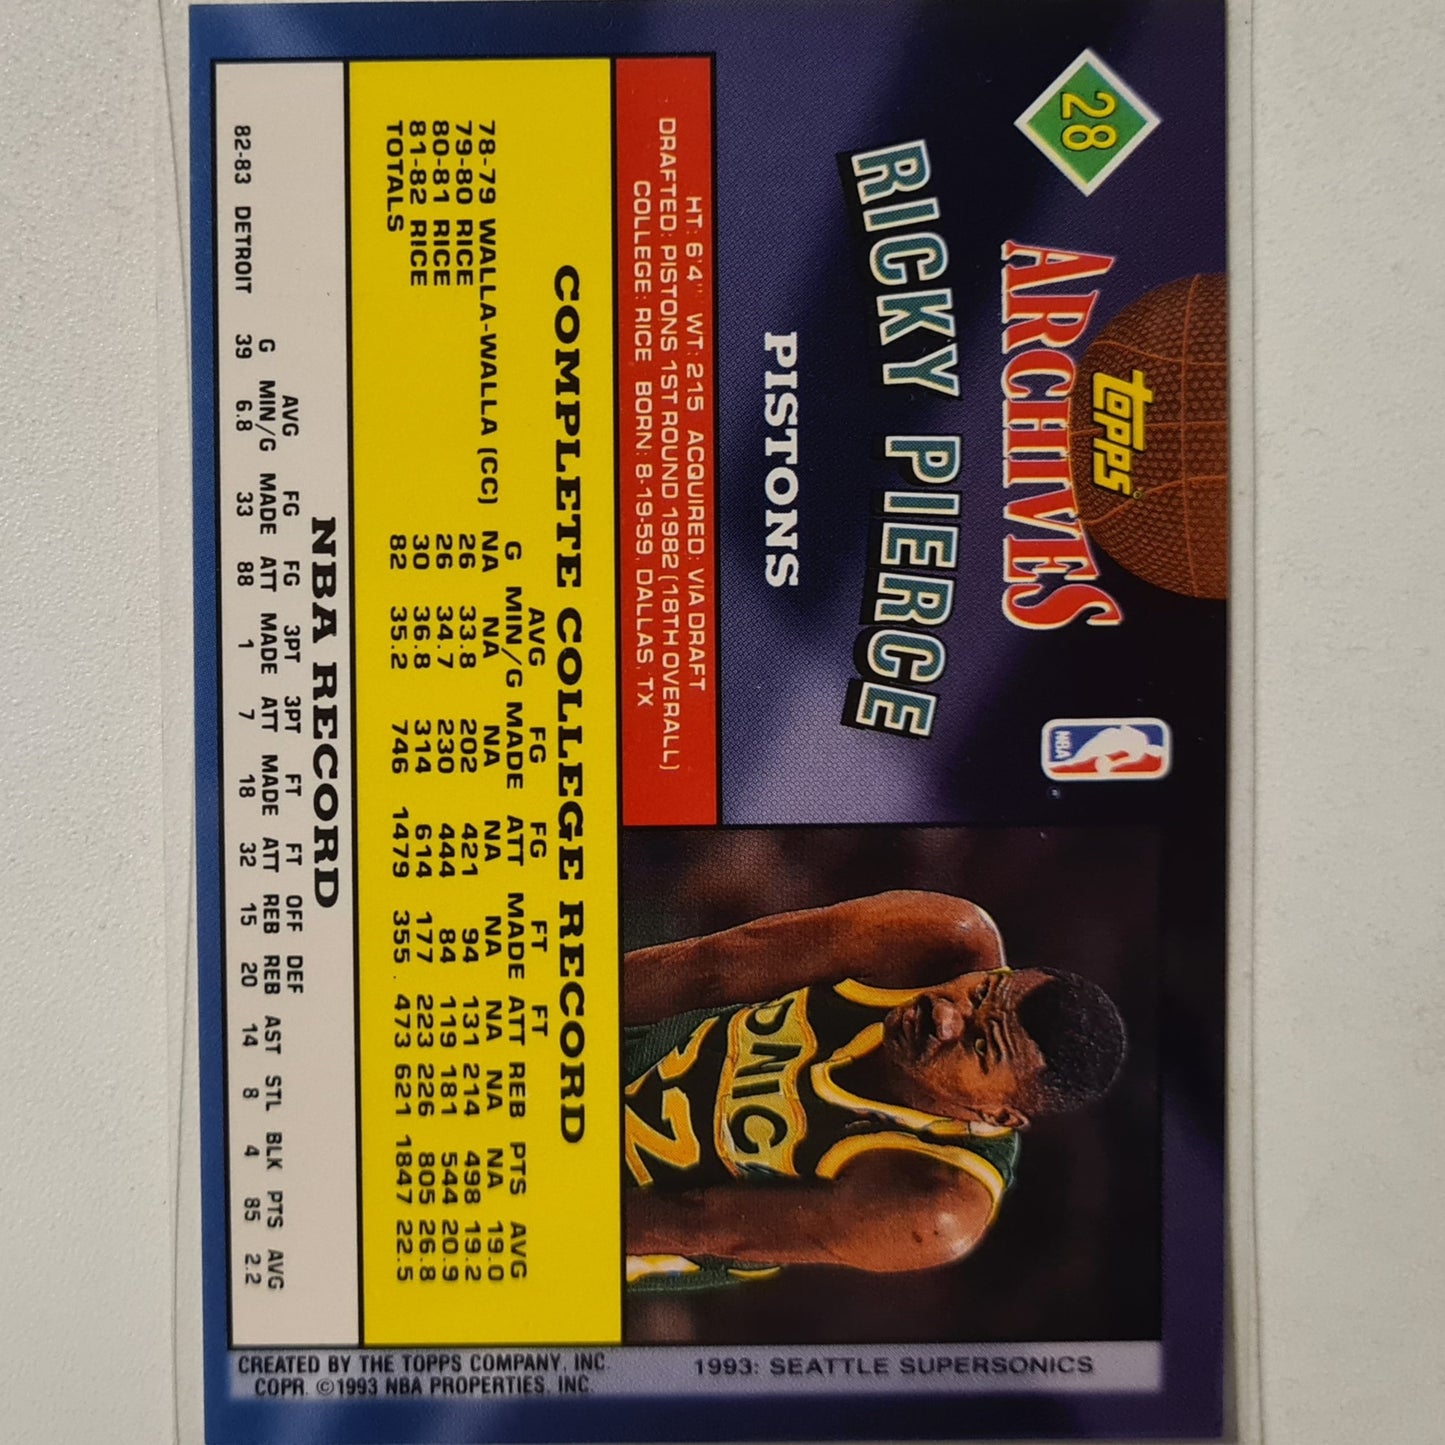 28
topps
ARCHIVES
NBA
RICKY PIERCE
PISTONS
HT: 6'4" WT: 215 ACQUIRED: VIA DRAFT
DRAFTED: PISTONS 1ST ROUND 1982 (18TH OVERALL)
COLLEGE: RICE BORN: 8-19-59, DALLAS, TX
ONIC
2
COMPLETE COLLEGE RECORD
AVG FG FG FT FT
G MIN/G MADE ATT MADE ATT REB PTS AVG
78-79 WALLA-WALLA (CC) NA NA NA NA NA NA NA NA 19.0
79-80 RICE 26 33.8 202 421 94 131 214 498 19.2
80-81 RICE 26 34.7 230 444 84 119 181 544 20.9
81-82 RICE 30 36.8 314 614 177 223 226 805 26.8
TOTALS 82 35.2 746 1479 355 473 621 1847 22.5
NBA RECORD
AVG FG FG 3PT 3PT FT FT OFF DEF
G MIN/G MADE ATT MADE ATT MADE ATT REB REB AST STL BLK PTS AVG
82-83 DETROIT 39 6.8 33 88 1 7 18 32 15 20 14 8 4 85 2.2
1993: SEATTLE SUPERSONICS
CREATED BY THE TOPPS COMPANY, INC.
COPR. ©1993 NBA PROPERTIES, INC.